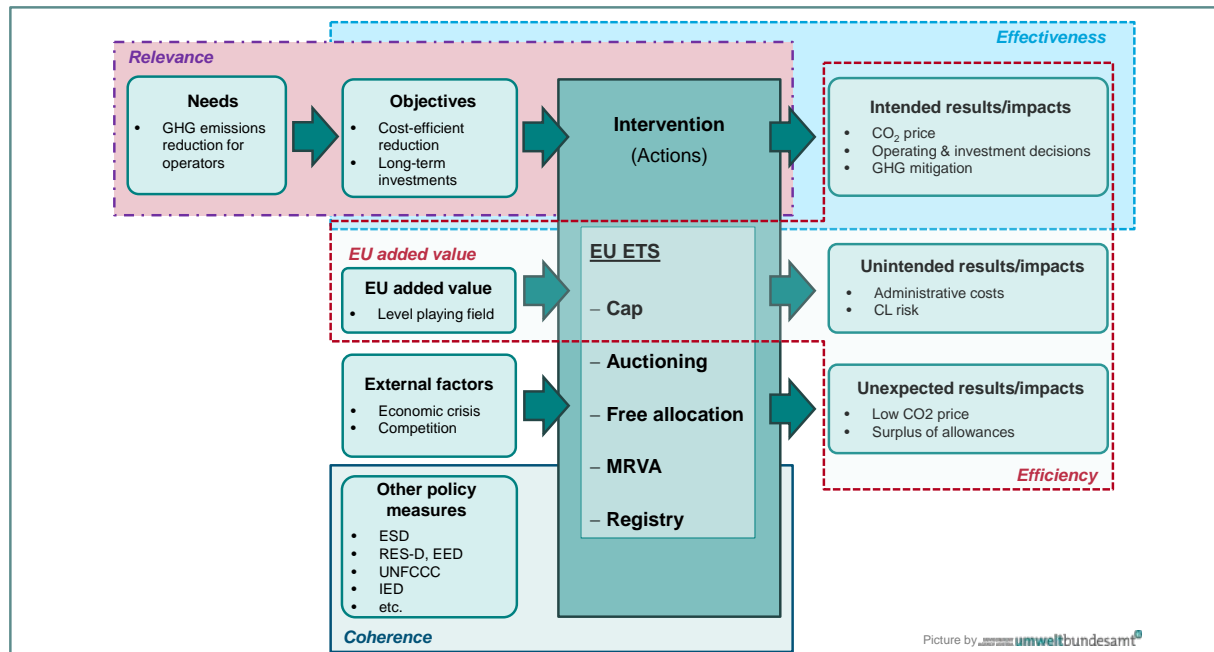 Effectiveness
Relevance
Needs
• GHG emissions
reduction for
operators
Objectives
• Cost-efficient
reduction
• Long-term
investments
Intervention
(Actions)
Intended results/impacts
• CO₂ price
• Operating & investment decisions
• GHG mitigation
EU added value
EU added value
• Level playing field
EU ETS
– Cap
– Auctioning
– Free allocation
– MRVA
– Registry
Unintended results/impacts
• Administrative costs
• CL risk
External factors
• Economic crisis
• Competition
Unexpected results/impacts
• Low CO2 price
• Surplus of allowances
Efficiency
Other policy
measures
• ESD
• RES-D, EED
• UNFCCC
• IED
• etc.
Coherence
Picture by umweltbundesamt